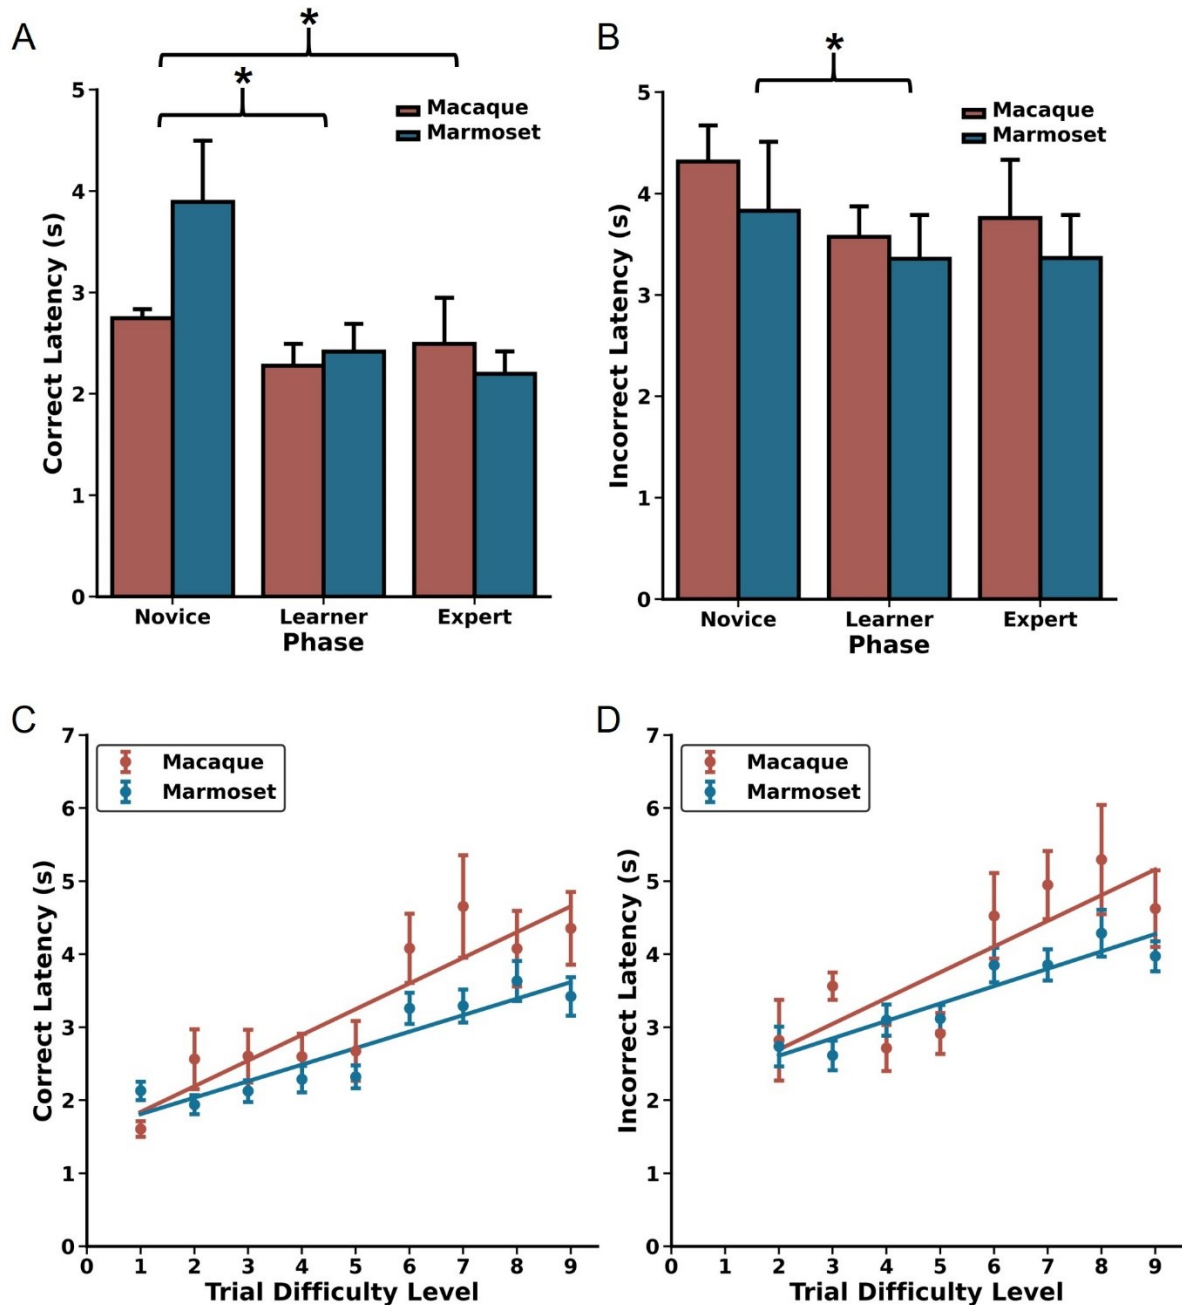 A
*
*
5
4
3
2
1
0
Correct Latency (s)
Macaque
Marmoset
Novice
Learner
Expert
Phase
B
*
5
4
3
2
1
0
Incorrect Latency (s)
Macaque
Marmoset
Novice
Learner
Expert
Phase
C
7
6
5
4
3
2
1
0
Correct Latency (s)
Macaque
Marmoset
0 1 2 3 4 5 6 7 8 9
Trial Difficulty Level
D
7
6
5
4
3
2
1
0
Incorrect Latency (s)
Macaque
Marmoset
0 1 2 3 4 5 6 7 8 9
Trial Difficulty Level